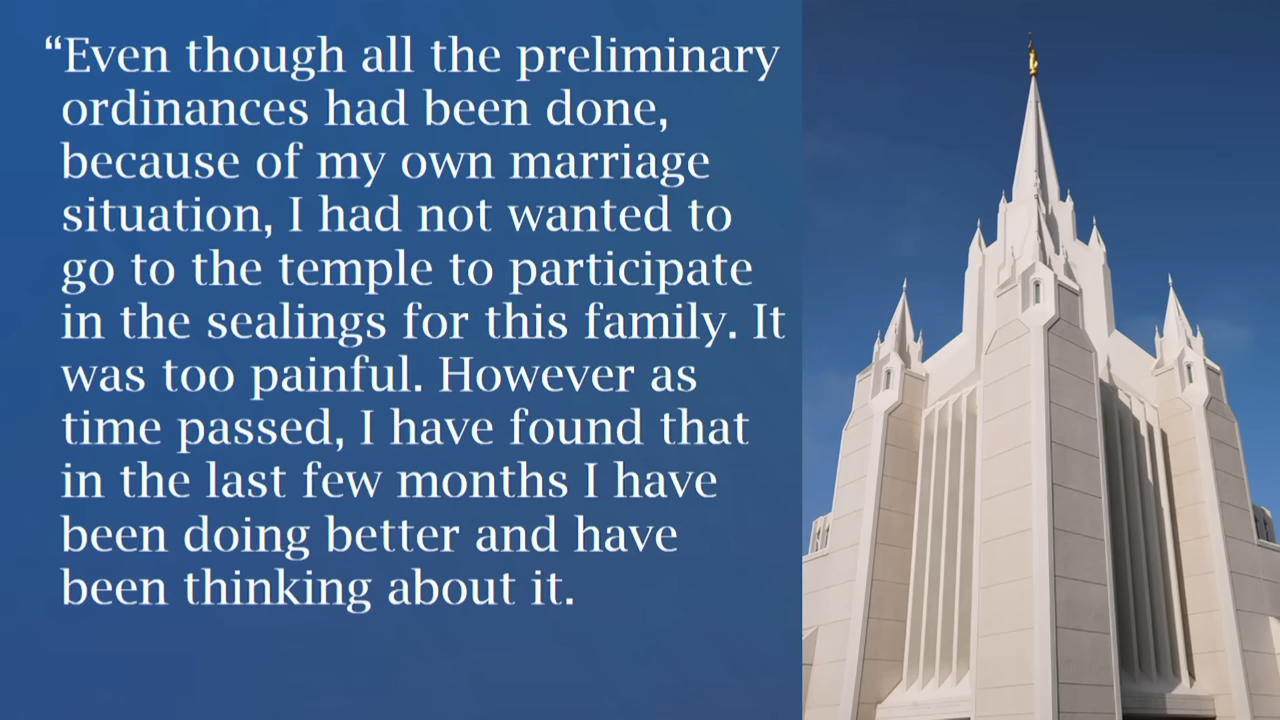 “Even though all the preliminary
ordinances had been done,
because of my own marriage
situation, I had not wanted to
go to the temple to participate
in the sealings for this family. It
was too painful. However as
time passed, I have found that
in the last few months I have
been doing better and have
been thinking about it.